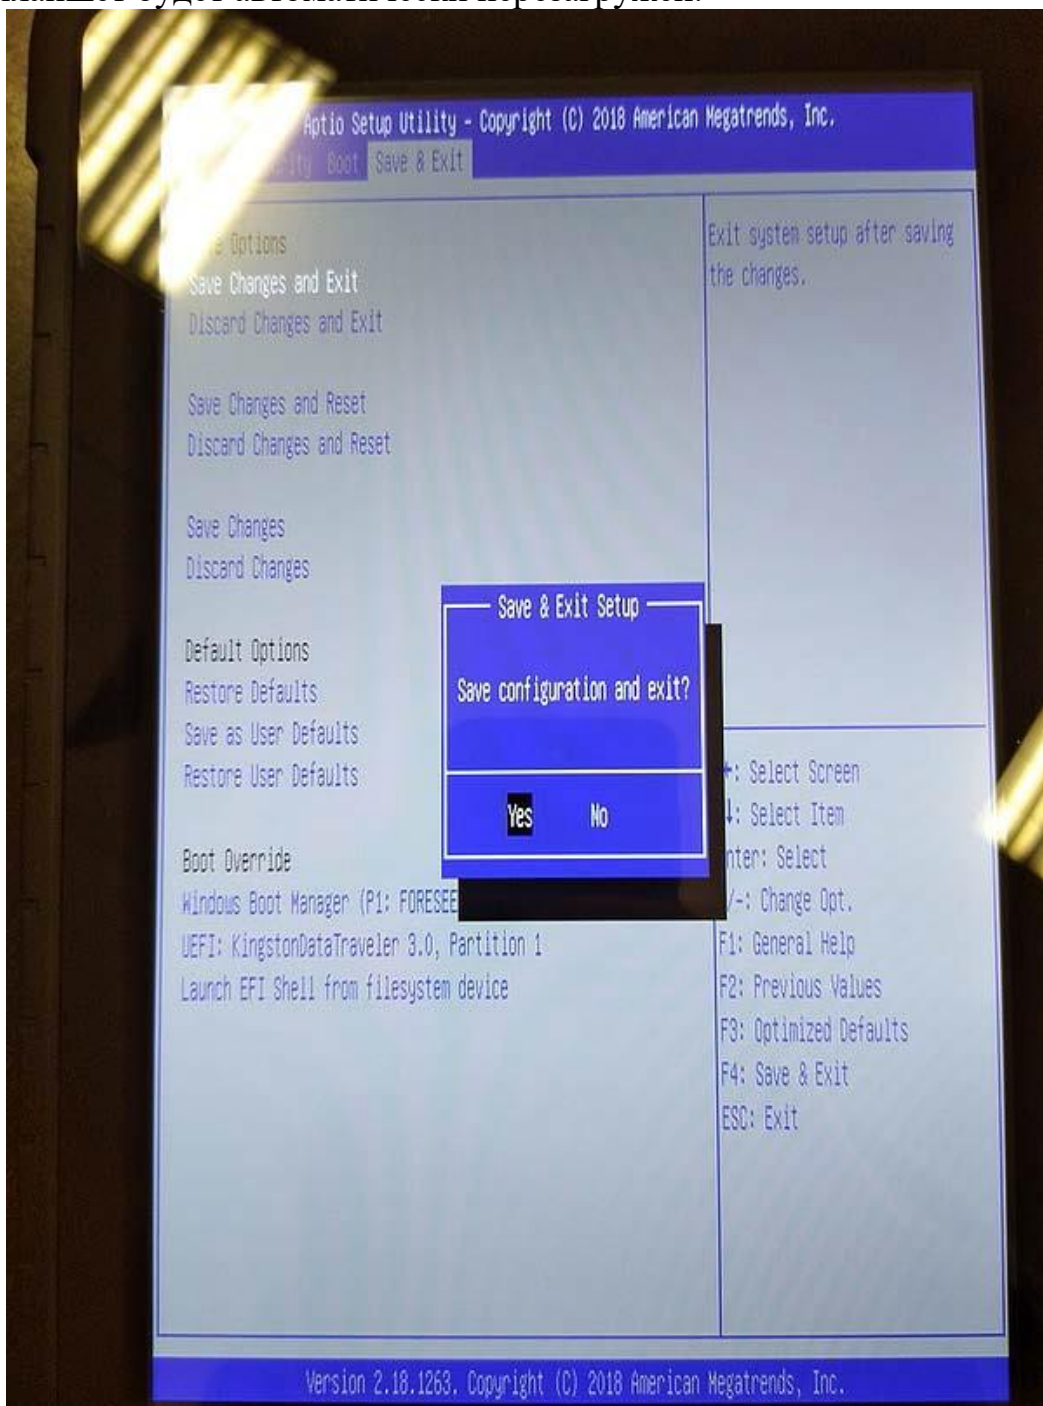 будет автоматически перезагружен.
Aptio Setup Utility - Copyright (C) 2018 American Megatrends, Inc.
Boot Save & Exit
Options
Save Changes and Exit
Discard Changes and Exit
Save Changes and Reset
Discard Changes and Reset
Save Changes
Discard Changes
Default Options
Restore Defaults
Save as User Defaults
Restore User Defaults
Boot Override
Windows Boot Manager (P1: FORESEE
UEFI: KingstonDataTraveler 3.0, Partition 1
Launch EFI Shell from filesystem device
Save & Exit Setup
Save configuration and exit?
Yes No
Exit system setup after saving
the changes.
: Select Screen
: Select Item
nter: Select
/-: Change Opt.
F1: General Help
F2: Previous Values
F3: Optimized Defaults
F4: Save & Exit
ESC: Exit
Version 2.18.1263. Copyright (C) 2018 American Megatrends, Inc.